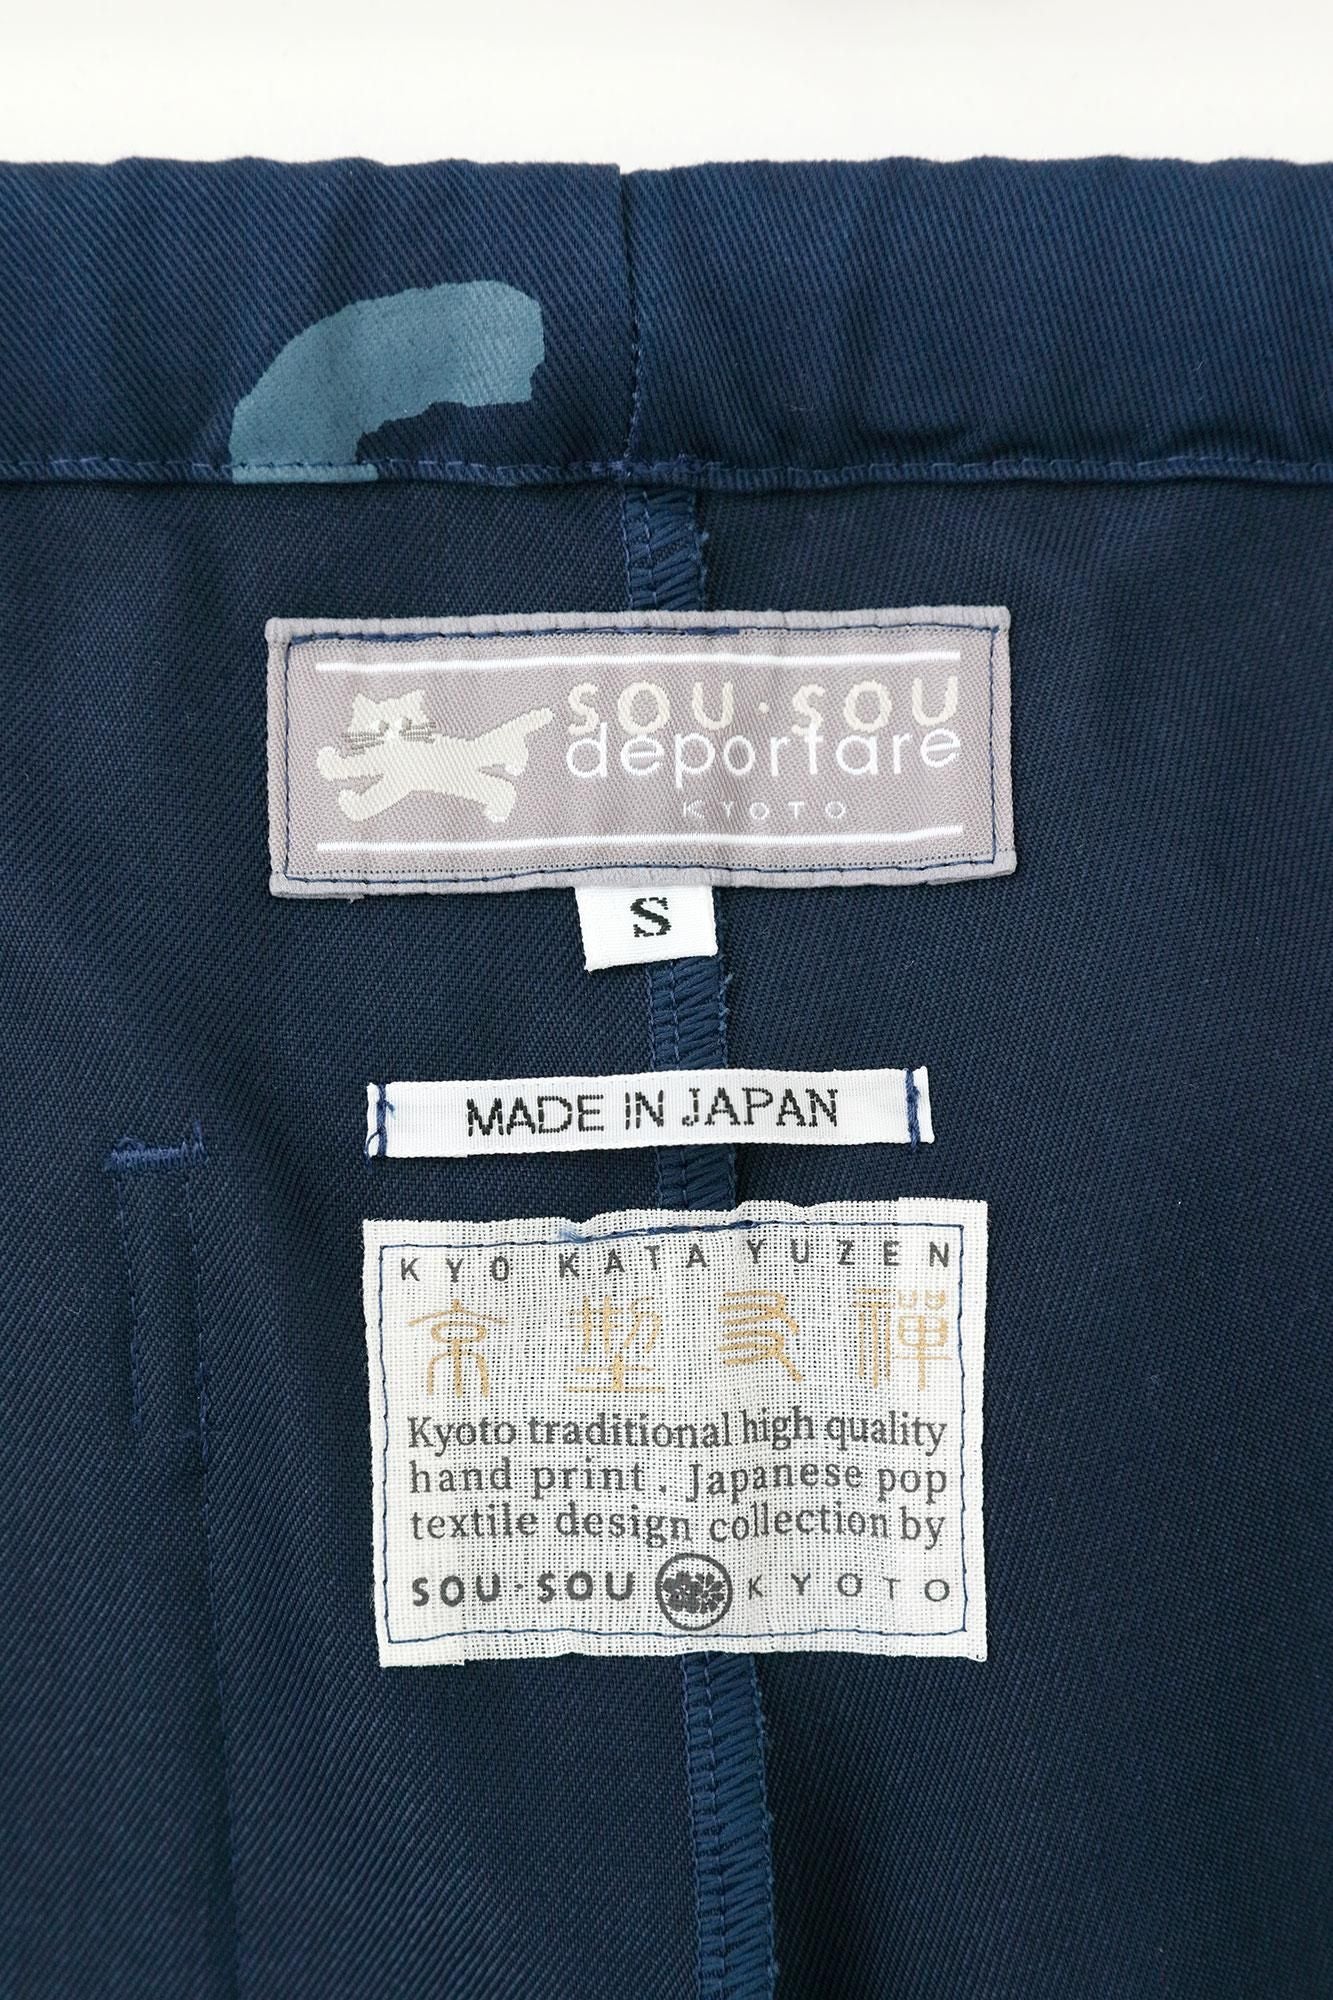 SOU・SOU
deportare
KYOTO
S
MADE IN JAPAN
KYO KATA YUZEN
京型友禅
Kyoto traditional high quality
hand print . Japanese pop
textile design collection by
SOU・SOU KYOTO